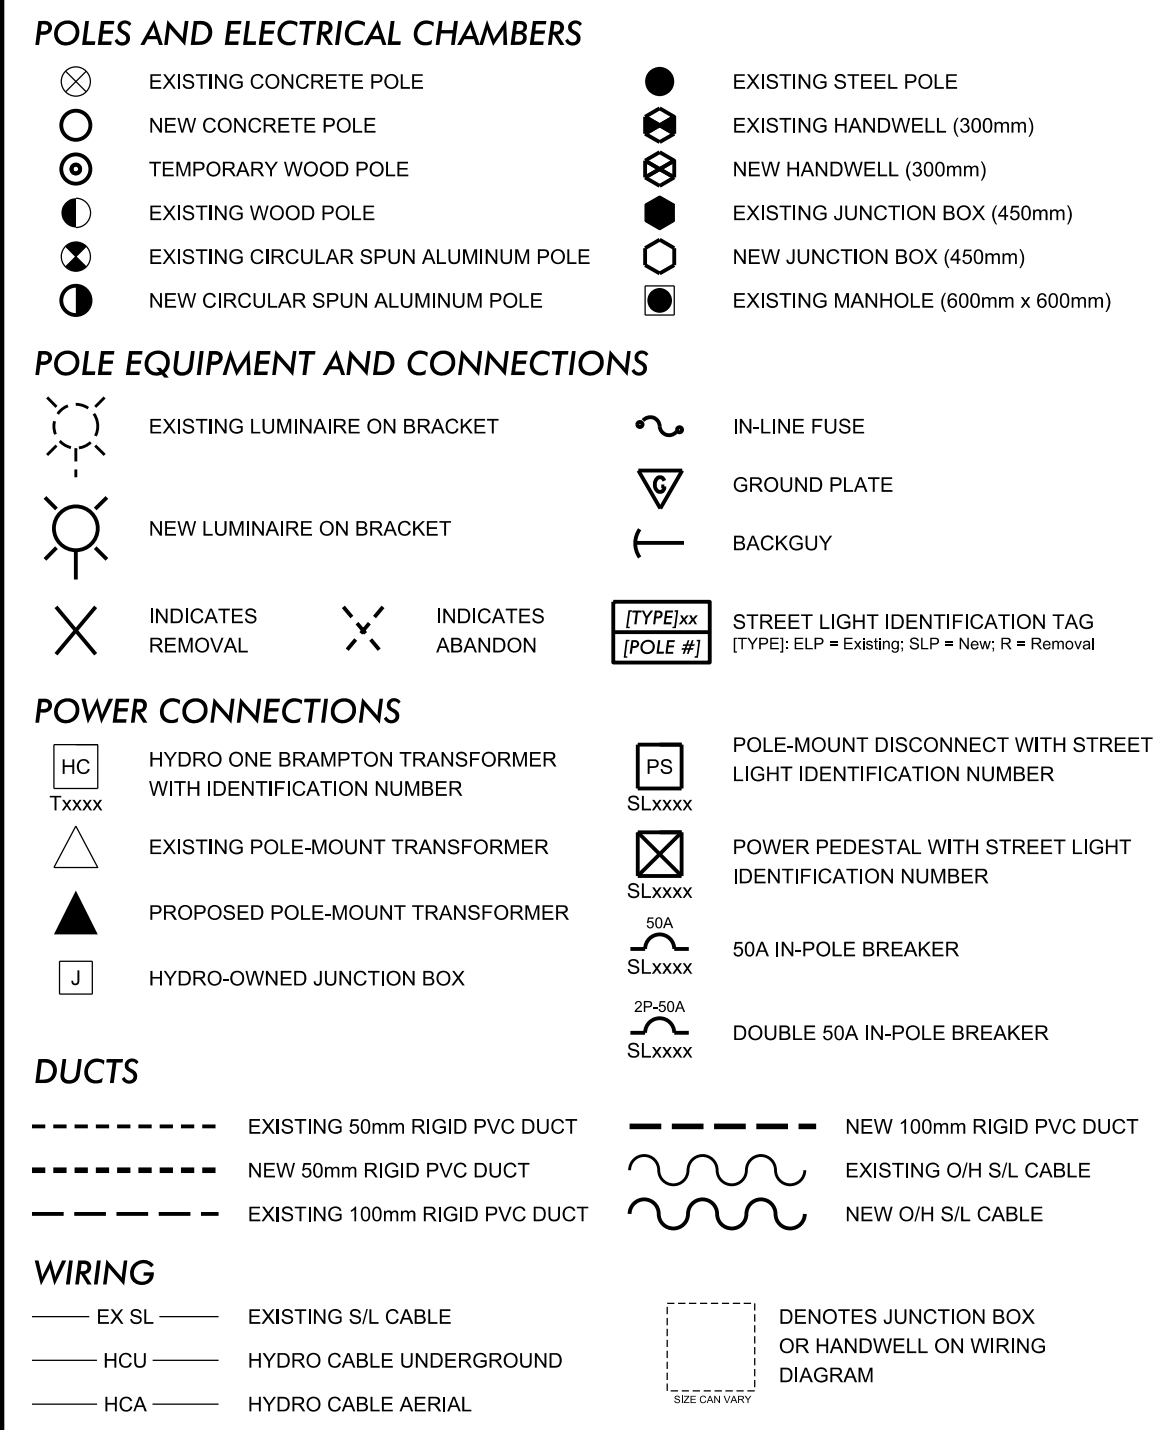 POLES AND ELECTRICAL CHAMBERS
EXISTING CONCRETE POLE
NEW CONCRETE POLE
TEMPORARY WOOD POLE
EXISTING WOOD POLE
EXISTING CIRCULAR SPUN ALUMINUM POLE
NEW CIRCULAR SPUN ALUMINUM POLE
EXISTING STEEL POLE
EXISTING HANDWELL (300mm)
NEW HANDWELL (300mm)
EXISTING JUNCTION BOX (450mm)
NEW JUNCTION BOX (450mm)
EXISTING MANHOLE (600mm x 600mm)
POLE EQUIPMENT AND CONNECTIONS
EXISTING LUMINAIRE ON BRACKET
NEW LUMINAIRE ON BRACKET
INDICATES
REMOVAL
INDICATES
ABANDON
IN-LINE FUSE
G
GROUND PLATE
BACKGUY
[TYPE]xx
[POLE #]
STREET LIGHT IDENTIFICATION TAG
[TYPE]: ELP = Existing; SLP = New; R = Removal
POWER CONNECTIONS
HC
Txxxx
HYDRO ONE BRAMPTON TRANSFORMER
WITH IDENTIFICATION NUMBER
EXISTING POLE-MOUNT TRANSFORMER
PROPOSED POLE-MOUNT TRANSFORMER
J
HYDRO-OWNED JUNCTION BOX
PS
SLxxxx
POLE-MOUNT DISCONNECT WITH STREET
LIGHT IDENTIFICATION NUMBER
SLxxxx
POWER PEDESTAL WITH STREET LIGHT
IDENTIFICATION NUMBER
50A
SLxxxx
50A IN-POLE BREAKER
2P-50A
SLxxxx
DOUBLE 50A IN-POLE BREAKER
DUCTS
EXISTING 50mm RIGID PVC DUCT
NEW 50mm RIGID PVC DUCT
EXISTING 100mm RIGID PVC DUCT
NEW 100mm RIGID PVC DUCT
EXISTING O/H S/L CABLE
NEW O/H S/L CABLE
WIRING
EX SL
EXISTING S/L CABLE
HCU
HYDRO CABLE UNDERGROUND
HCA
HYDRO CABLE AERIAL
SIZE CAN VARY
DENOTES JUNCTION BOX
OR HANDWELL ON WIRING
DIAGRAM